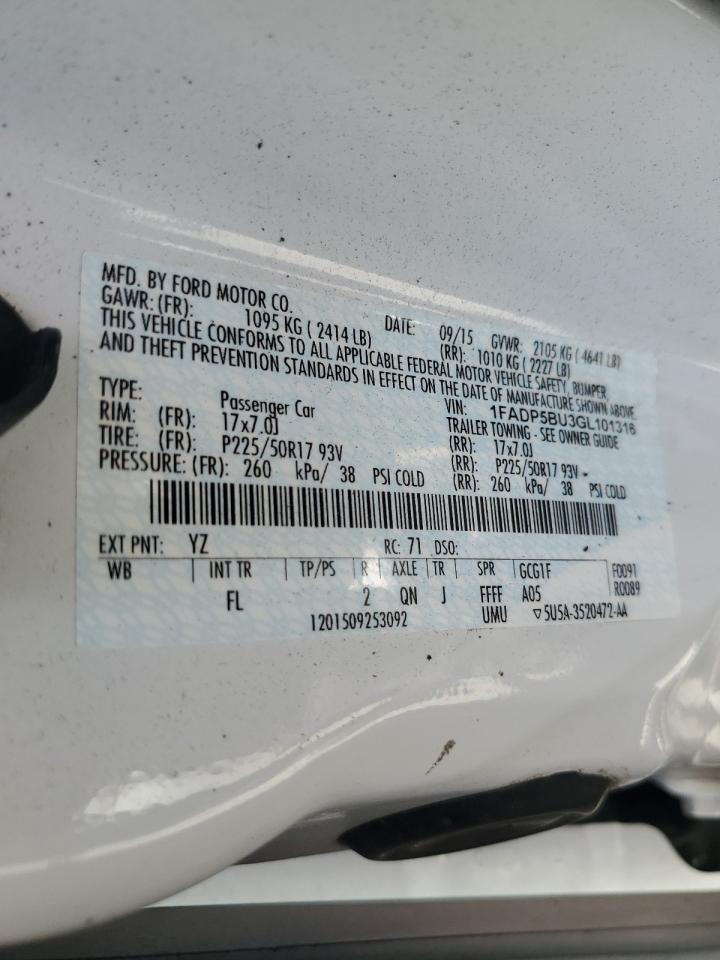 MFD. BY FORD MOTOR CO. DATE: 09/15 GVWR: 2105 KG ( 4641 LB)
GAWR: (FR): 1095 KG ( 2414 LB) (RR): 1010 KG ( 2227 LB)
THIS VEHICLE CONFORMS TO ALL APPLICABLE FEDERAL MOTOR VEHICLE SAFETY, BUMPER,
AND THEFT PREVENTION STANDARDS IN EFFECT ON THE DATE OF MANUFACTURE SHOWN ABOVE.
VIN: 1FADP5BU3GL101316
TYPE: Passenger Car TRAILER TOWING - SEE OWNER GUIDE
RIM: (FR): 17x7.0J (RR): 17x7.0J
TIRE: (FR): P225/50R17 93V (RR): P225/50R17 93V
PRESSURE: (FR): 260 kPa/ 38 PSI COLD (RR): 260 kPa/ 38 PSI COLD
EXT PNT: YZ RC: 71 DSO:
WB INT TR TP/PS R AXLE TR SPR GCG1F F0091
FL 2 QN J FFFF A05 R0089
1201509253092 UMU ▽5U5A-3520472-AA